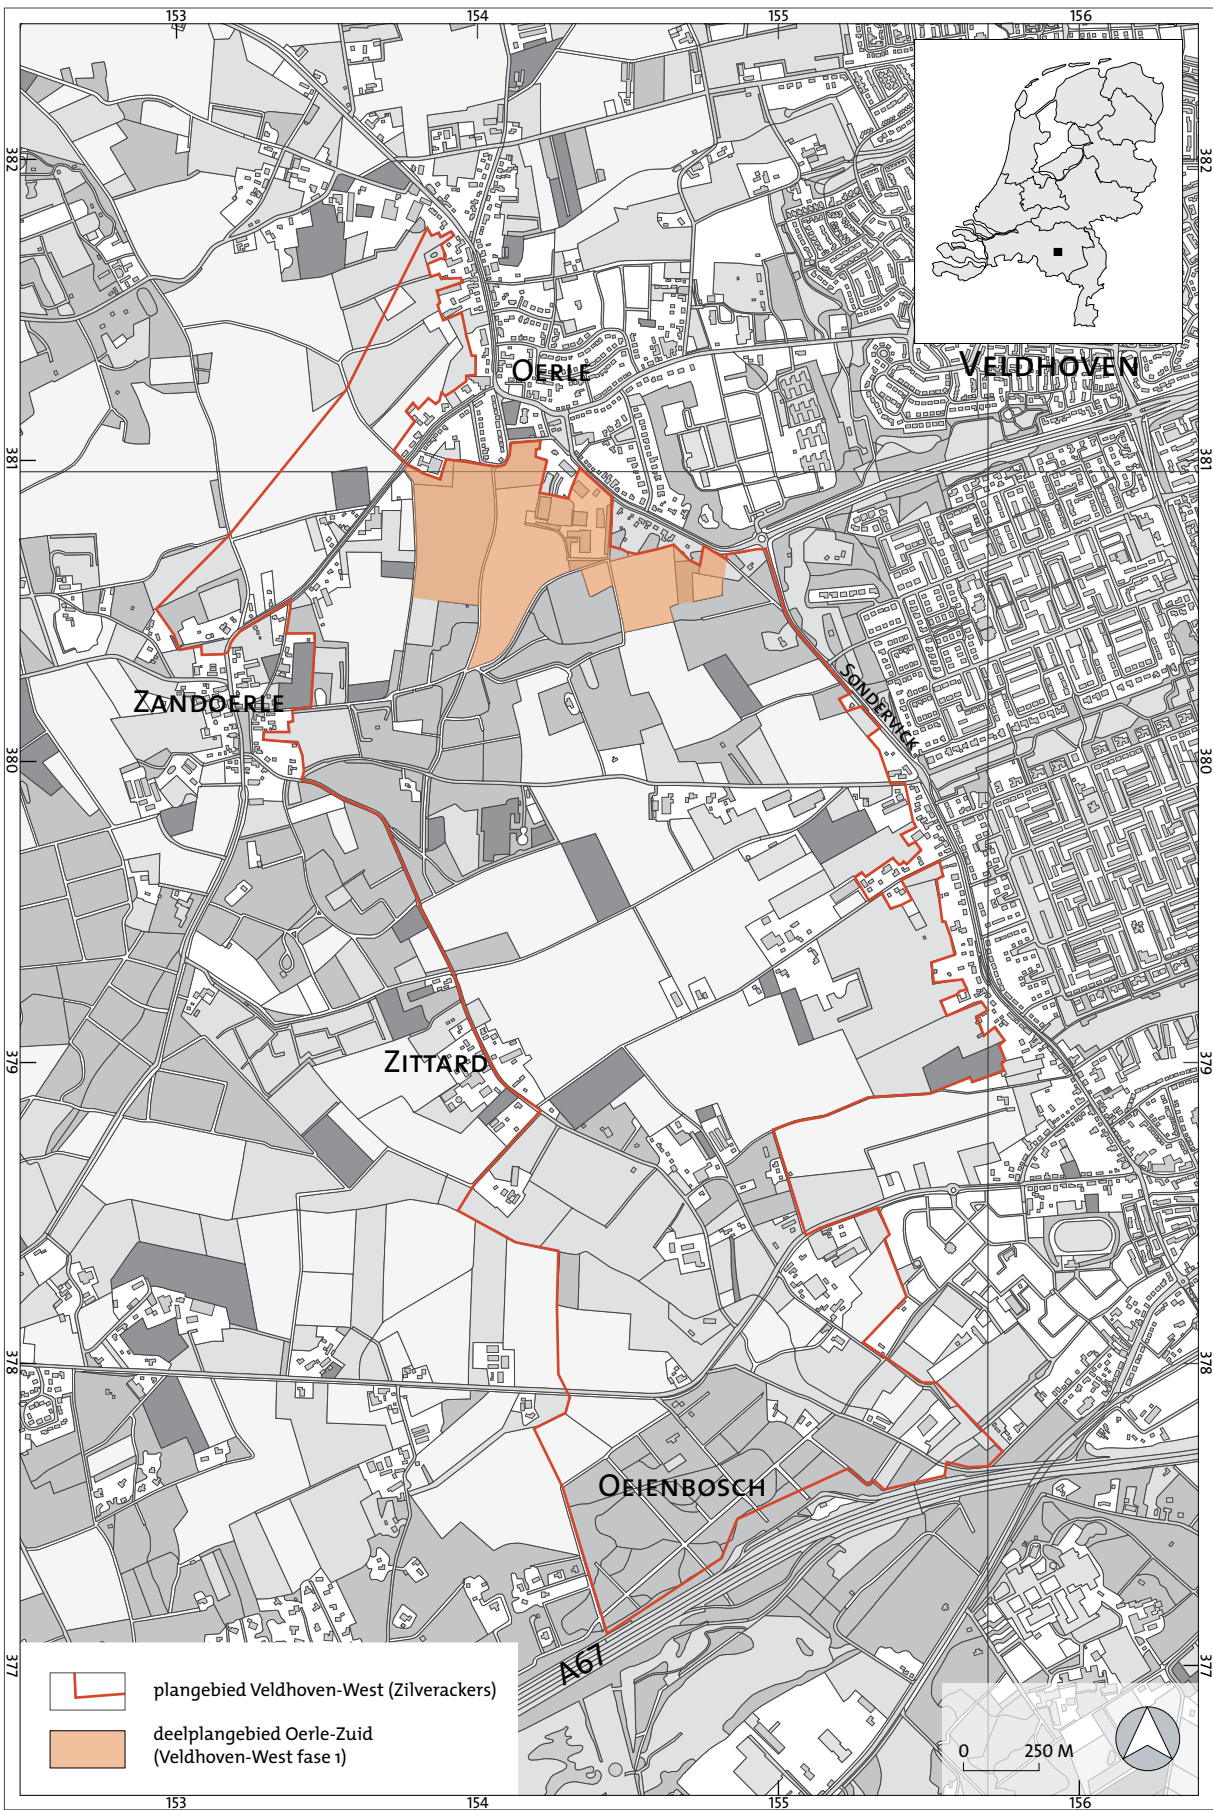 153 154 155 156
382 382
VELDHOVEN
OERLE
381 381
SONDERVICK
ZANDOERLE
380 380
ZITTARD
379 379
378 378
OEIENBOSCH
A67
377 377
plangebied Veldhoven-West (Zilverackers)
deelplangebied Oerle-Zuid
(Veldhoven-West fase 1)
0 250 M
153 154 155 156